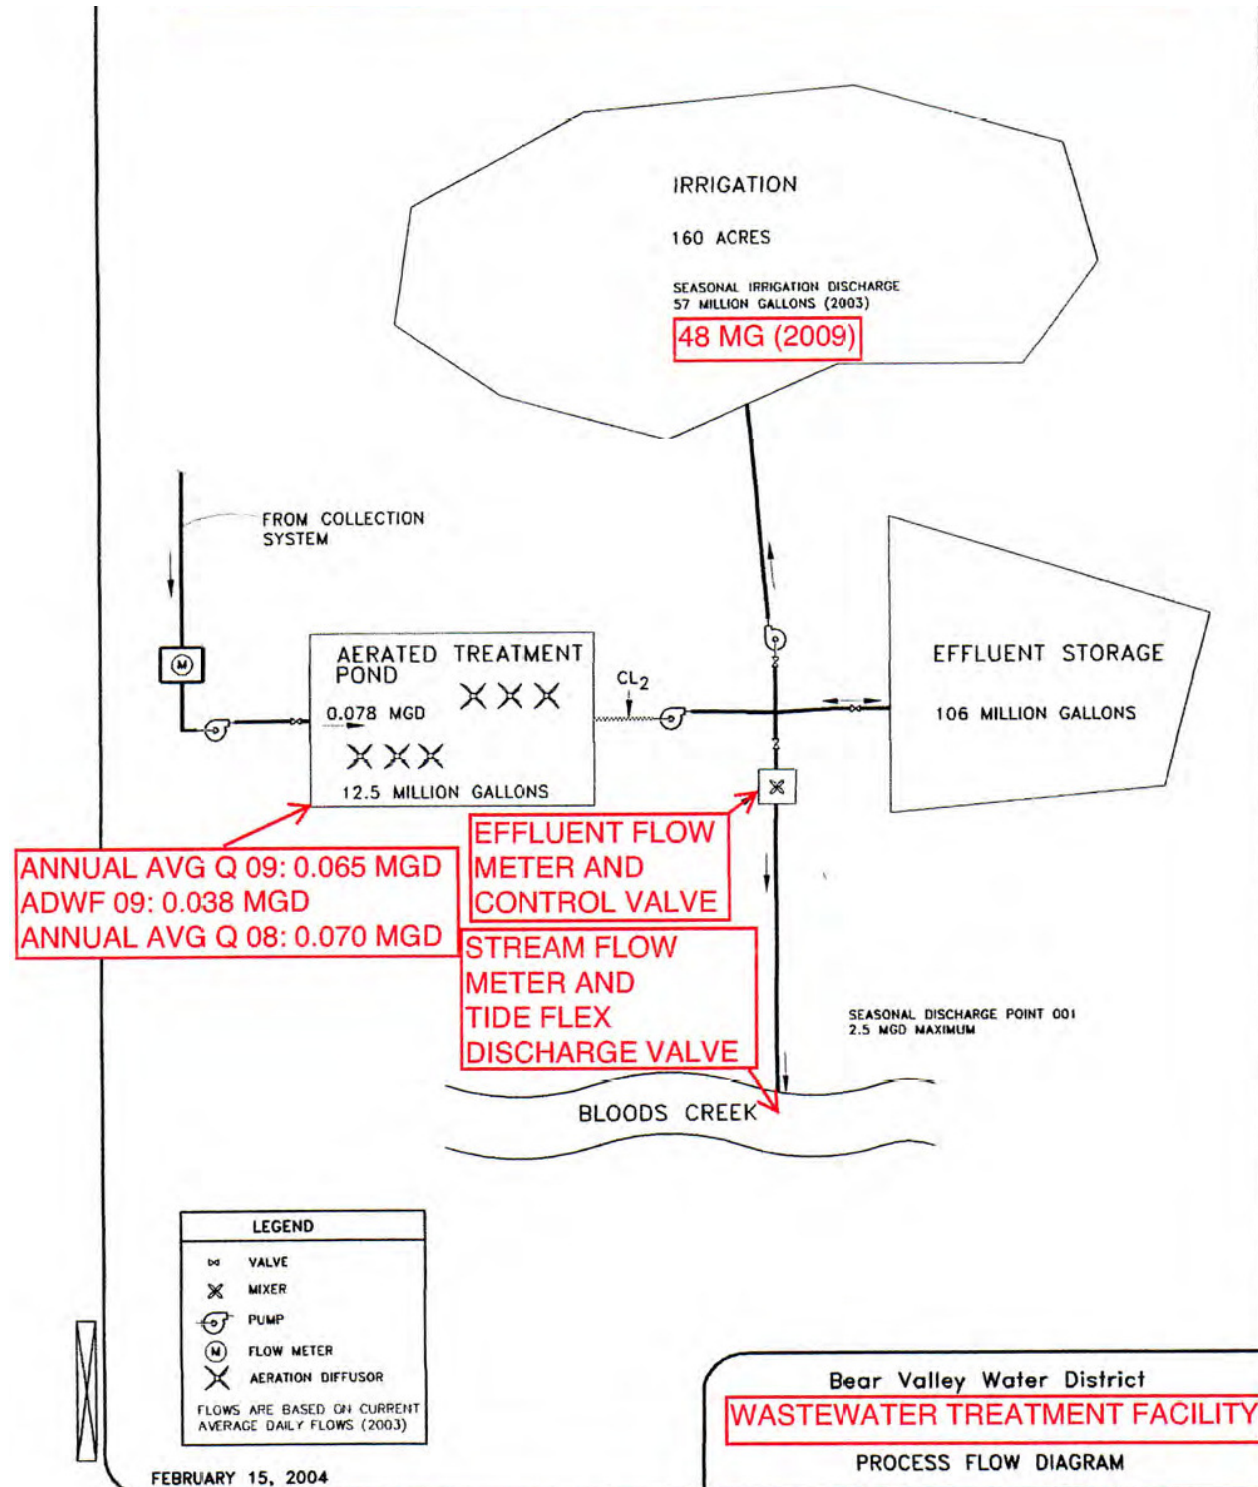 IRRIGATION
160 ACRES
SEASONAL IRRIGATION DISCHARGE
57 MILLION GALLONS (2003)
48 MG (2009)
FROM COLLECTION
SYSTEM
M
AERATED TREATMENT
POND
0.078 MGD
12.5 MILLION GALLONS
CL2
EFFLUENT STORAGE
106 MILLION GALLONS
ANNUAL AVG Q 09: 0.065 MGD
ADWF 09: 0.038 MGD
ANNUAL AVG Q 08: 0.070 MGD
EFFLUENT FLOW
METER AND
CONTROL VALVE
STREAM FLOW
METER AND
TIDE FLEX
DISCHARGE VALVE
SEASONAL DISCHARGE POINT 001
2.5 MGD MAXIMUM
BLOODS CREEK
LEGEND
VALVE
MIXER
PUMP
M FLOW METER
AERATION DIFFUSOR
FLOWS ARE BASED ON CURRENT
AVERAGE DAILY FLOWS (2003)
FEBRUARY 15, 2004
Bear Valley Water District
WASTEWATER TREATMENT FACILITY
PROCESS FLOW DIAGRAM